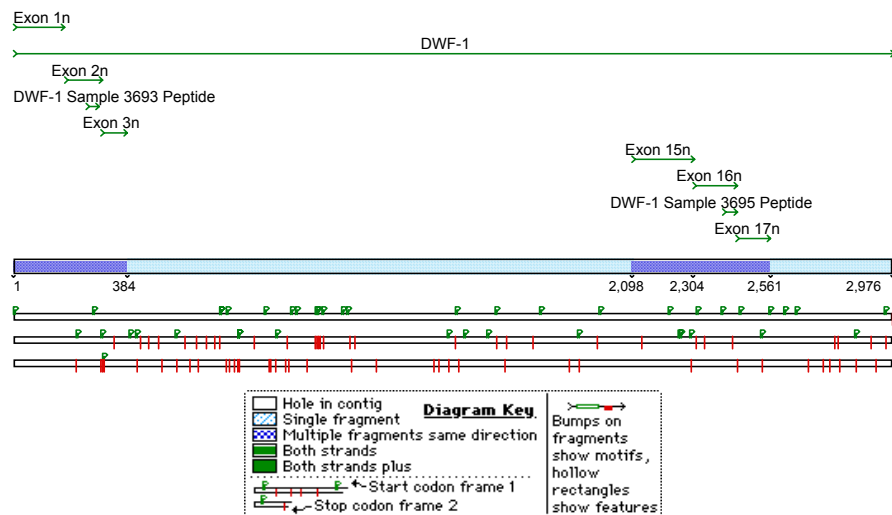 Exon 1n
DWF-1
Exon 2n
DWF-1 Sample 3693 Peptide
Exon 3n
Exon 15n
Exon 16n
DWF-1 Sample 3695 Peptide
Exon 17n
1 384 2,098 2,304 2,561 2,976
Diagram Key
Hole in contig
Single fragment
Multiple fragments same direction
Both strands
Both strands plus
Start codon frame 1
Stop codon frame 2
Bumps on
fragments
show motifs,
hollow
rectangles
show features